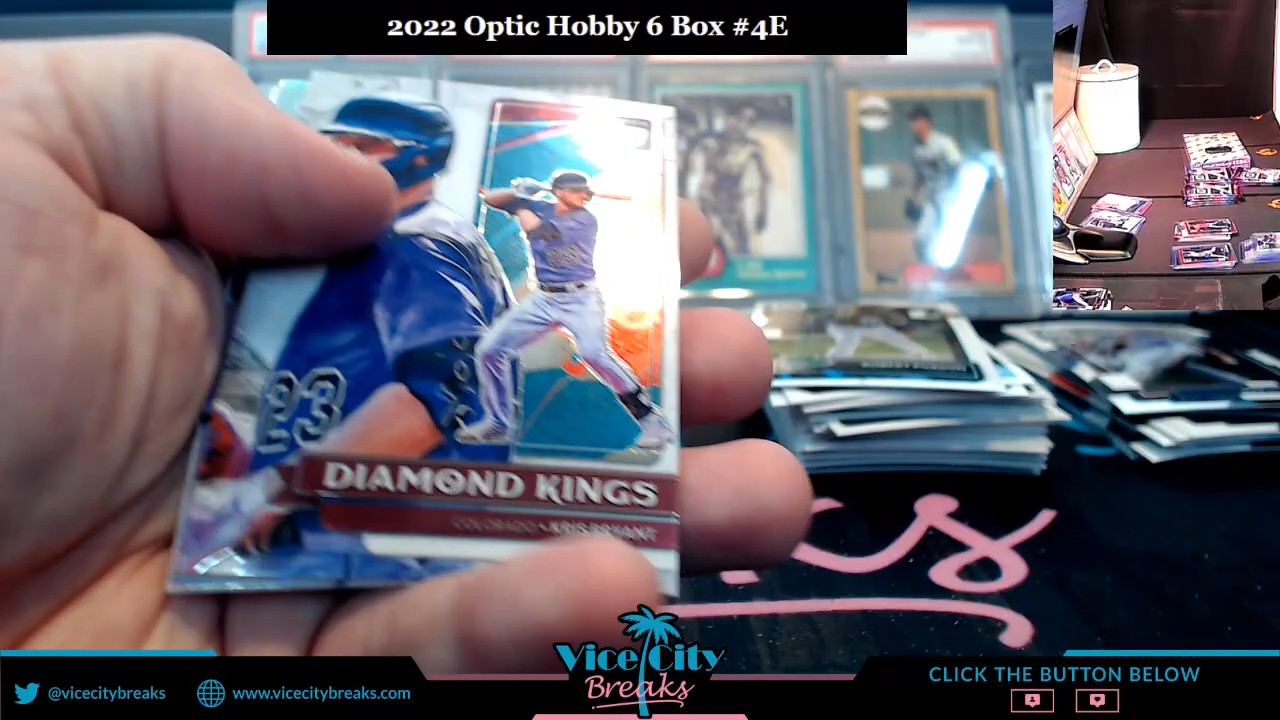 2022 Optic Hobby 6 Box #4E
23
DIAMOND KINGS
COLORADO • KRIS BRYANT
Vice City
Breaks
@vicecitybreaks
www.vicecitybreaks.com
CLICK THE BUTTON BELOW